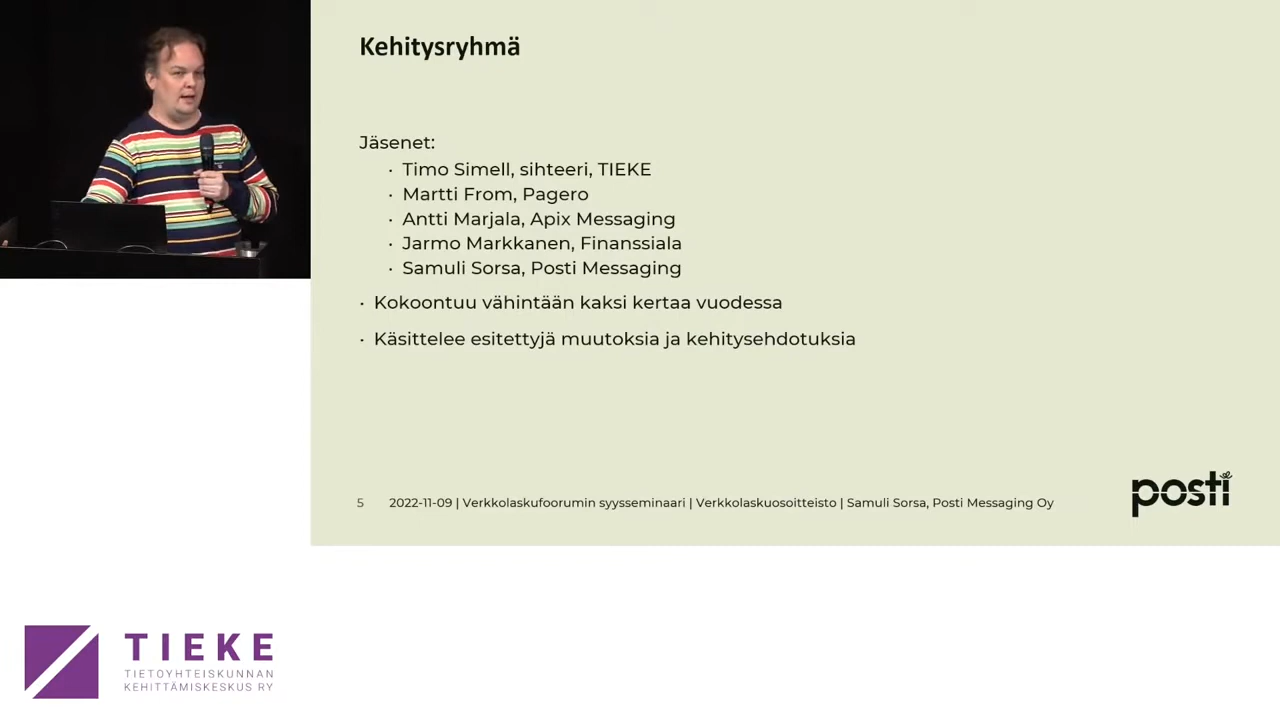 Kehitysryhmä
Jäsenet:
· Timo Simell, sihteeri, TIEKE
· Martti From, Pagero
· Antti Marjala, Apix Messaging
· Jarmo Markkanen, Finanssiala
· Samuli Sorsa, Posti Messaging
· Kokoontuu vähintään kaksi kertaa vuodessa
· Käsittelee esitettyjä muutoksia ja kehitysehdotuksia
5 2022-11-09 | Verkkolaskufoorumin syysseminaari | Verkkolaskuosoitteisto | Samuli Sorsa, Posti Messaging Oy
posti
TIEKE
TIETOYHTEISKUNNAN
KEHITTÄMISKESKUS RY